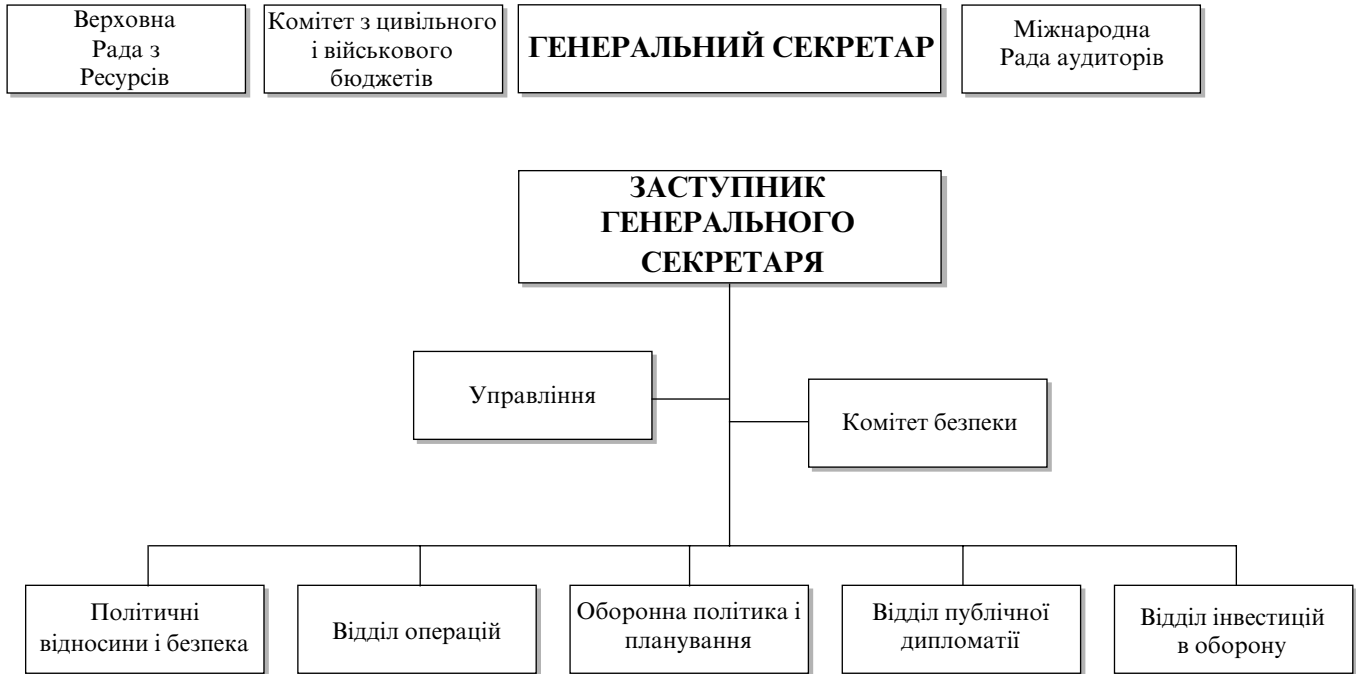 Верховна
Рада з
Ресурсів
Комітет з цивільного
і військового
бюджетів
ГЕНЕРАЛЬНИЙ СЕКРЕТАР
Міжнародна
Рада аудиторів
ЗАСТУПНИК
ГЕНЕРАЛЬНОГО
СЕКРЕТАРЯ
Управління
Комітет безпеки
Політичні
відносини і безпека
Відділ операцій
Оборонна політика і
планування
Відділ публічної
дипломатії
Відділ інвестицій
в оборону